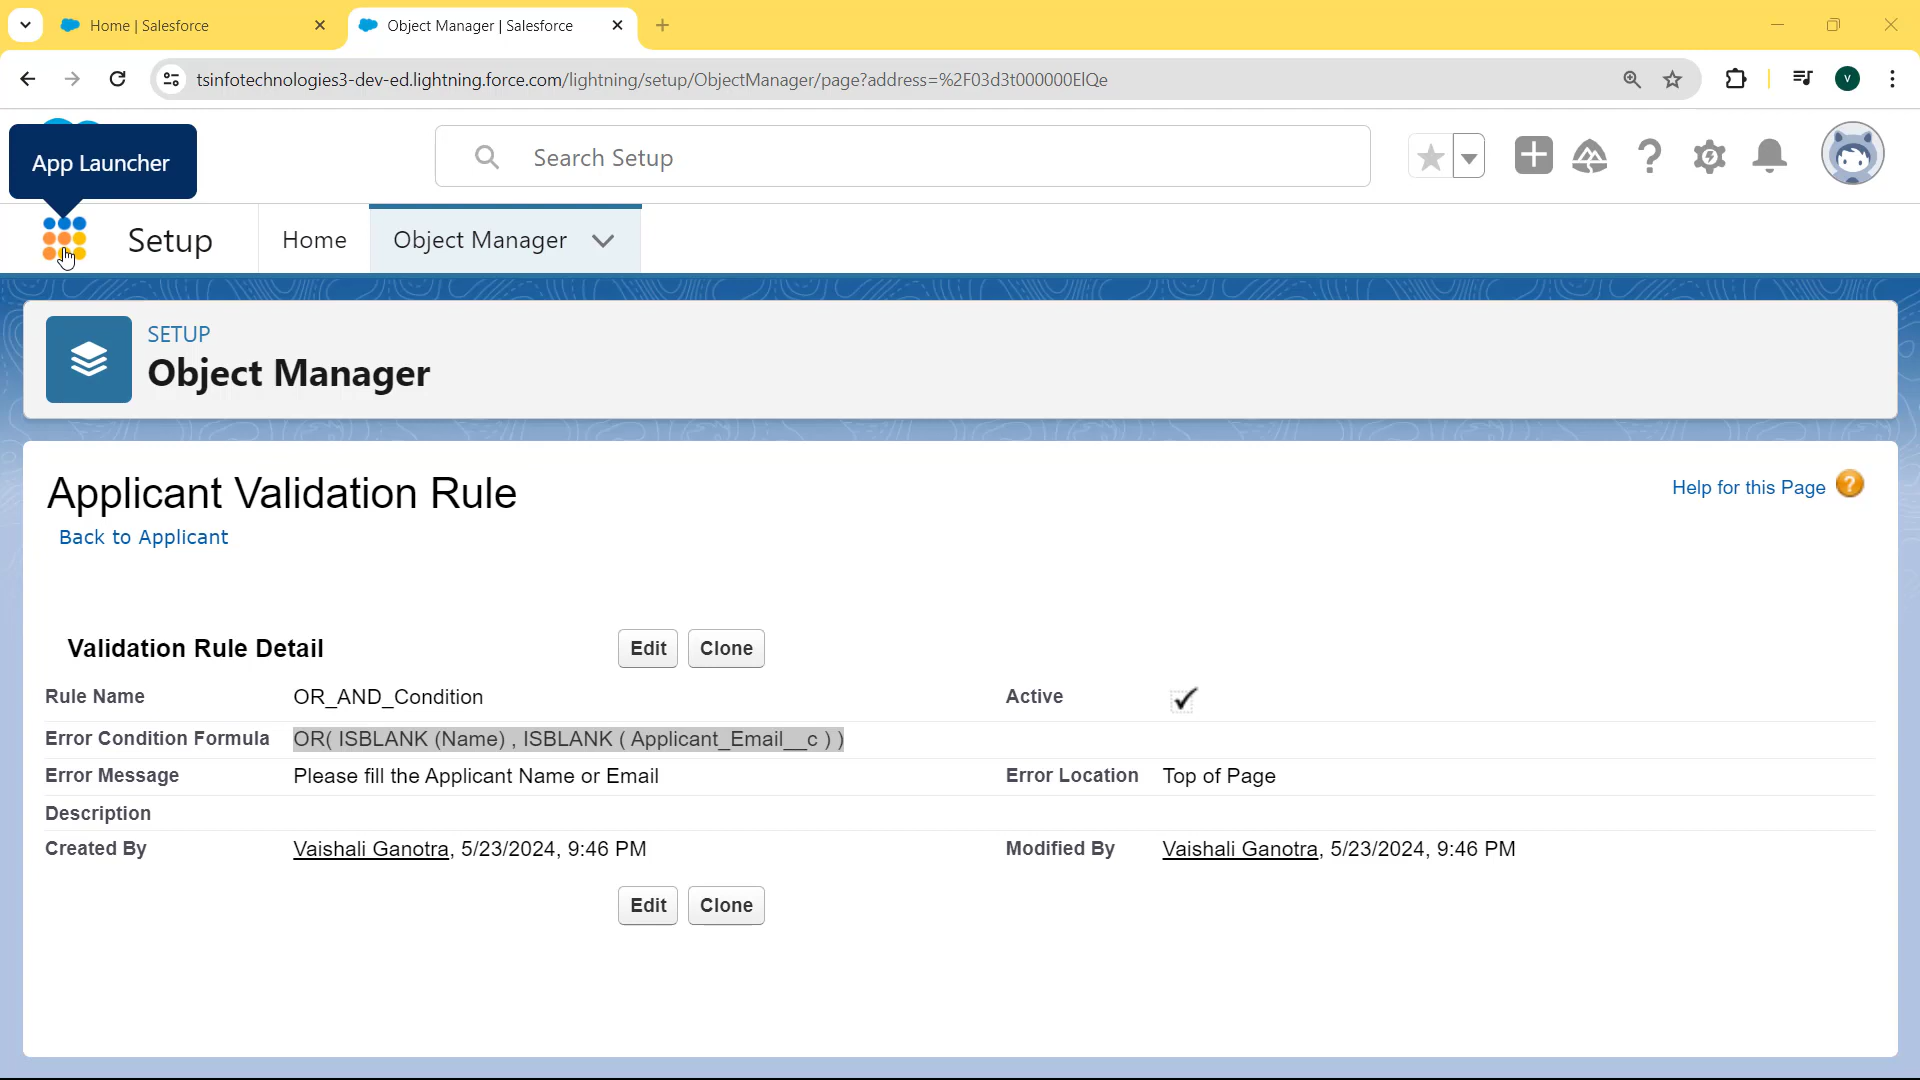 Home | Salesforce
Object Manager | Salesforce
tsinfotechnologies3-dev-ed.lightning.force.com/lightning/setup/ObjectManager/page?address=%2F03d3t000000ElQe
V
App Launcher
Search Setup
Setup
Home
Object Manager
SETUP
Object Manager
Applicant Validation Rule
Help for this Page ?
Back to Applicant
Validation Rule Detail
Edit
Clone
Rule Name OR_AND_Condition Active
Error Condition Formula OR( ISBLANK (Name) , ISBLANK ( Applicant_Email__c ) )
Error Message Please fill the Applicant Name or Email Error Location Top of Page
Description
Created By Vaishali Ganotra, 5/23/2024, 9:46 PM Modified By Vaishali Ganotra, 5/23/2024, 9:46 PM
Edit
Clone